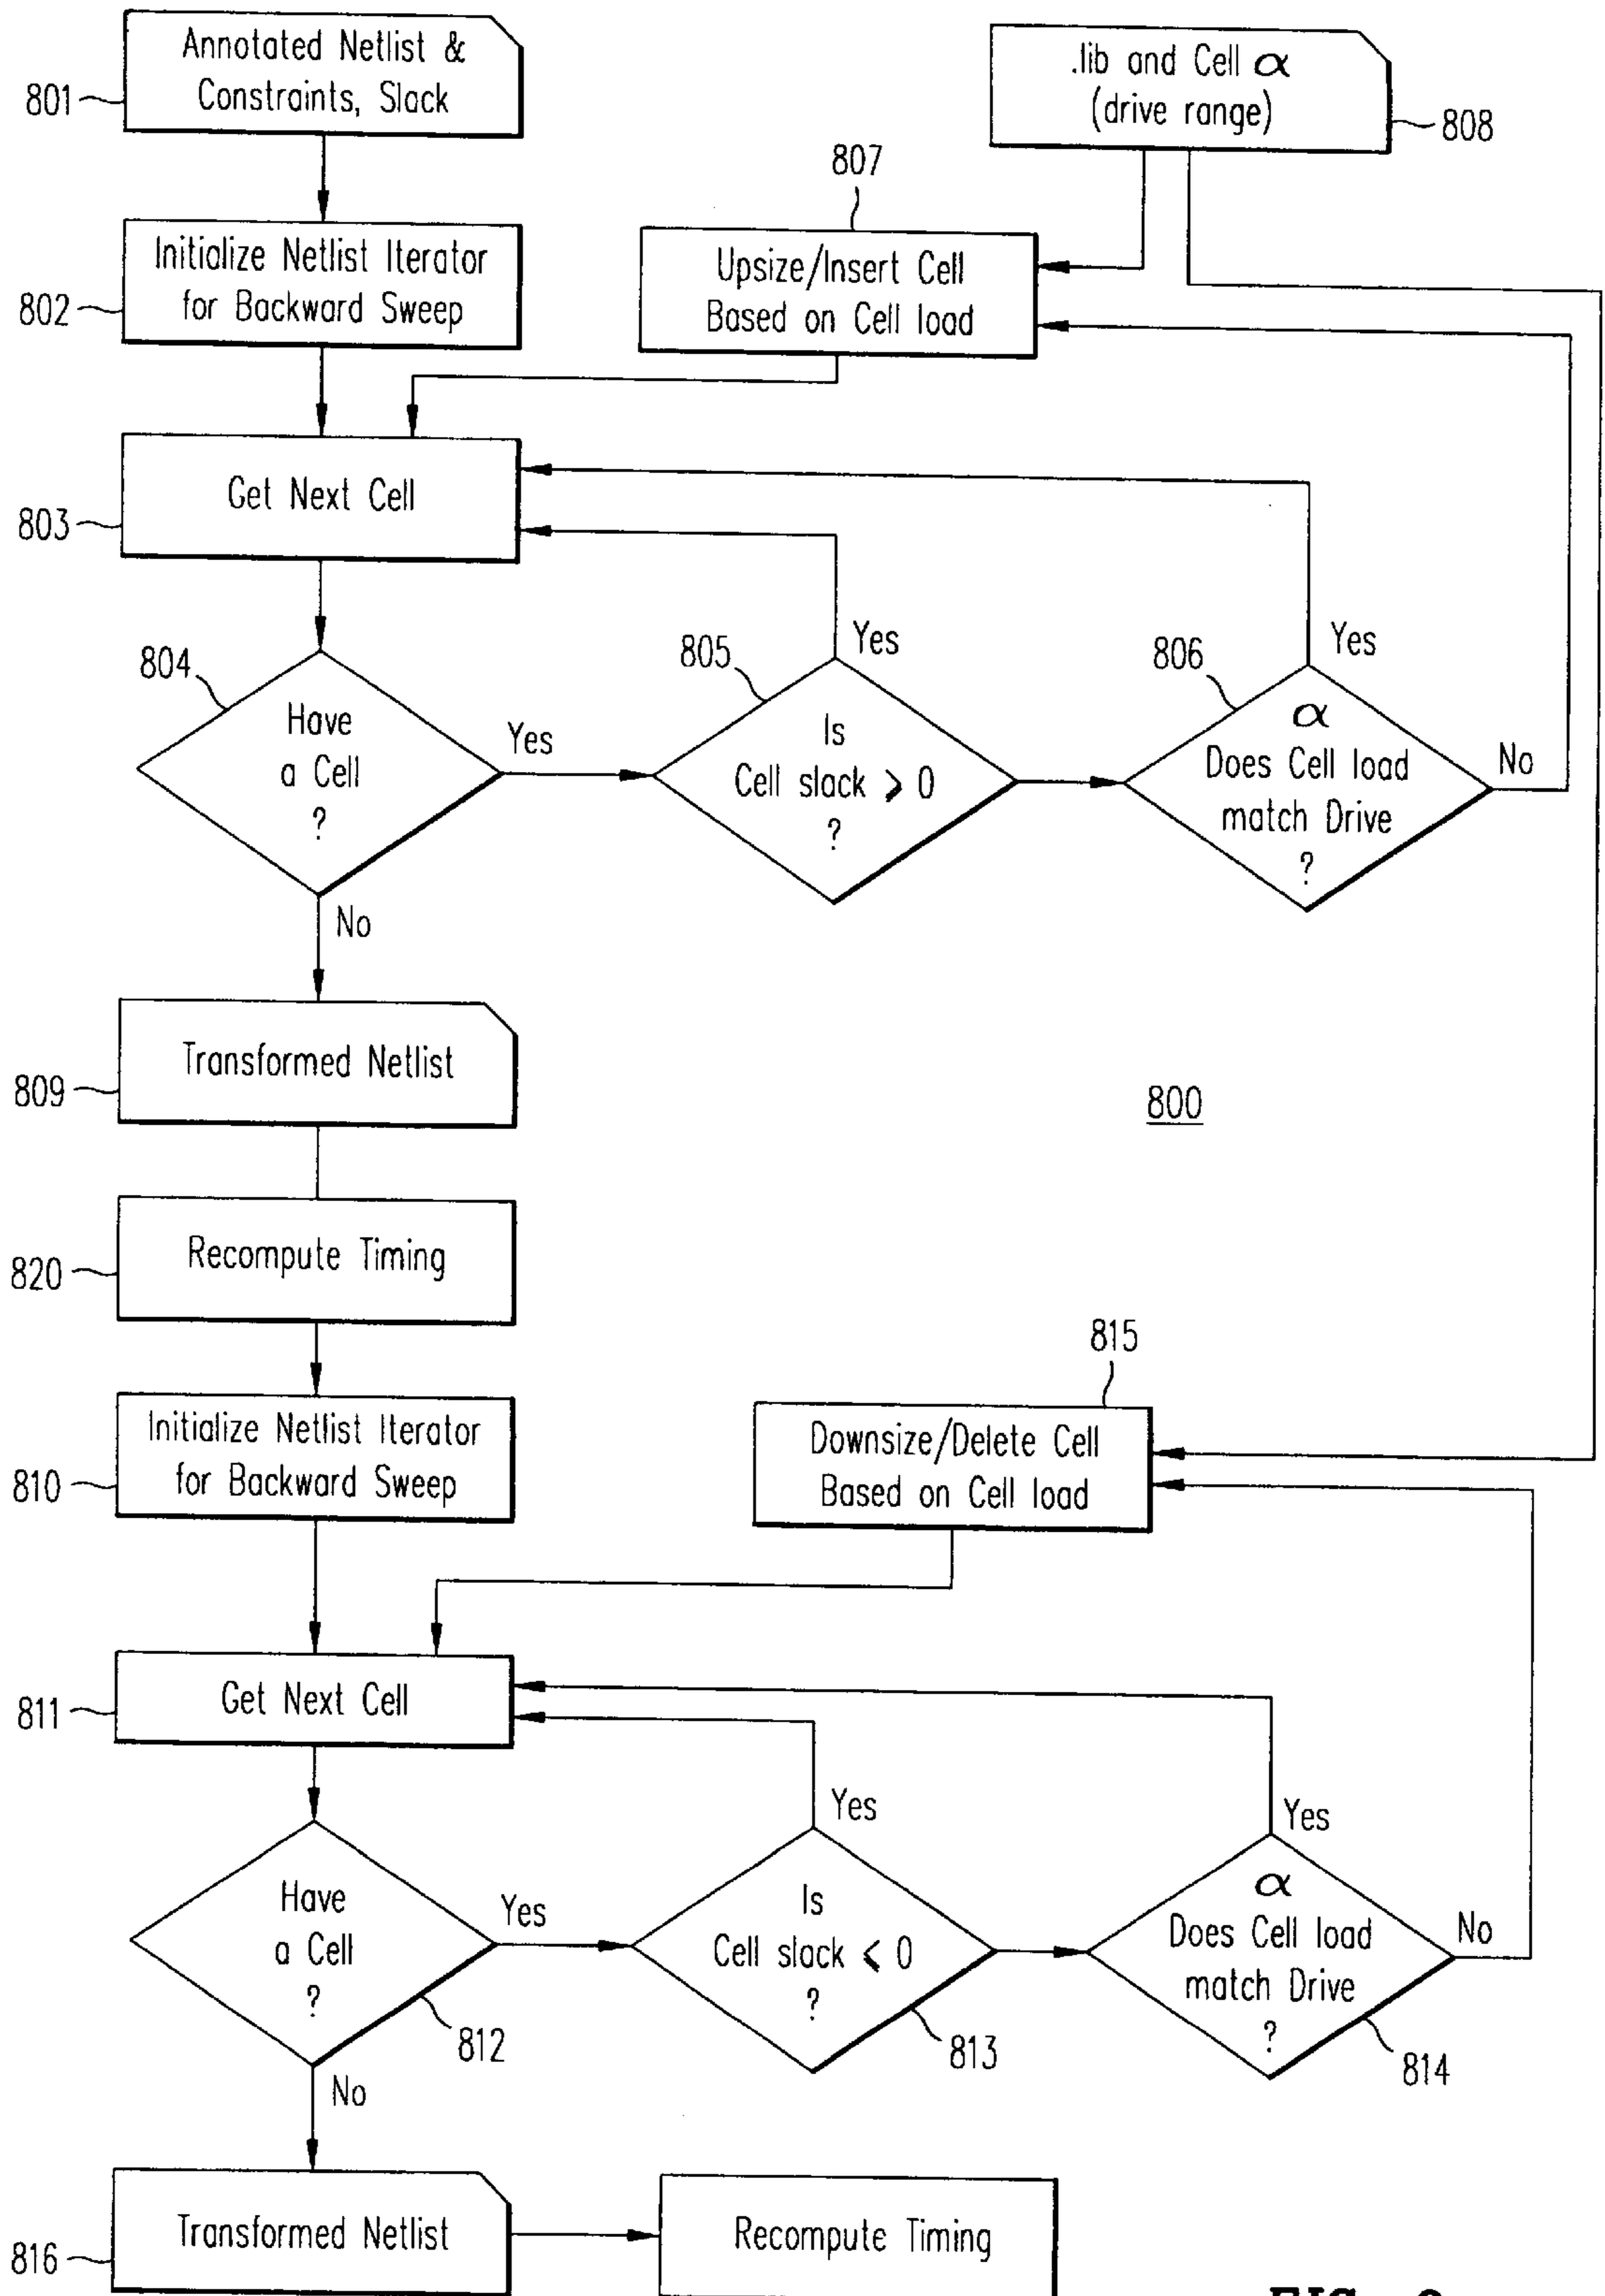 Annotated Netlist &
Constraints, Slack
801
.lib and Cell α
(drive range)
808
807
Initialize Netlist Iterator
for Backward Sweep
802
Upsize/Insert Cell
Based on Cell load
Get Next Cell
803
804
Have
a Cell
?
Yes
No
805
Is
Cell slack > 0
?
Yes
806
α
Does Cell load
match Drive
?
Yes
No
Transformed Netlist
809
800
Recompute Timing
820
Initialize Netlist Iterator
for Backward Sweep
810
815
Downsize/Delete Cell
Based on Cell load
Get Next Cell
811
Have
a Cell
?
Yes
812
No
Is
Cell slack < 0
?
Yes
813
α
Does Cell load
match Drive
?
Yes
No
814
Transformed Netlist
816
Recompute Timing